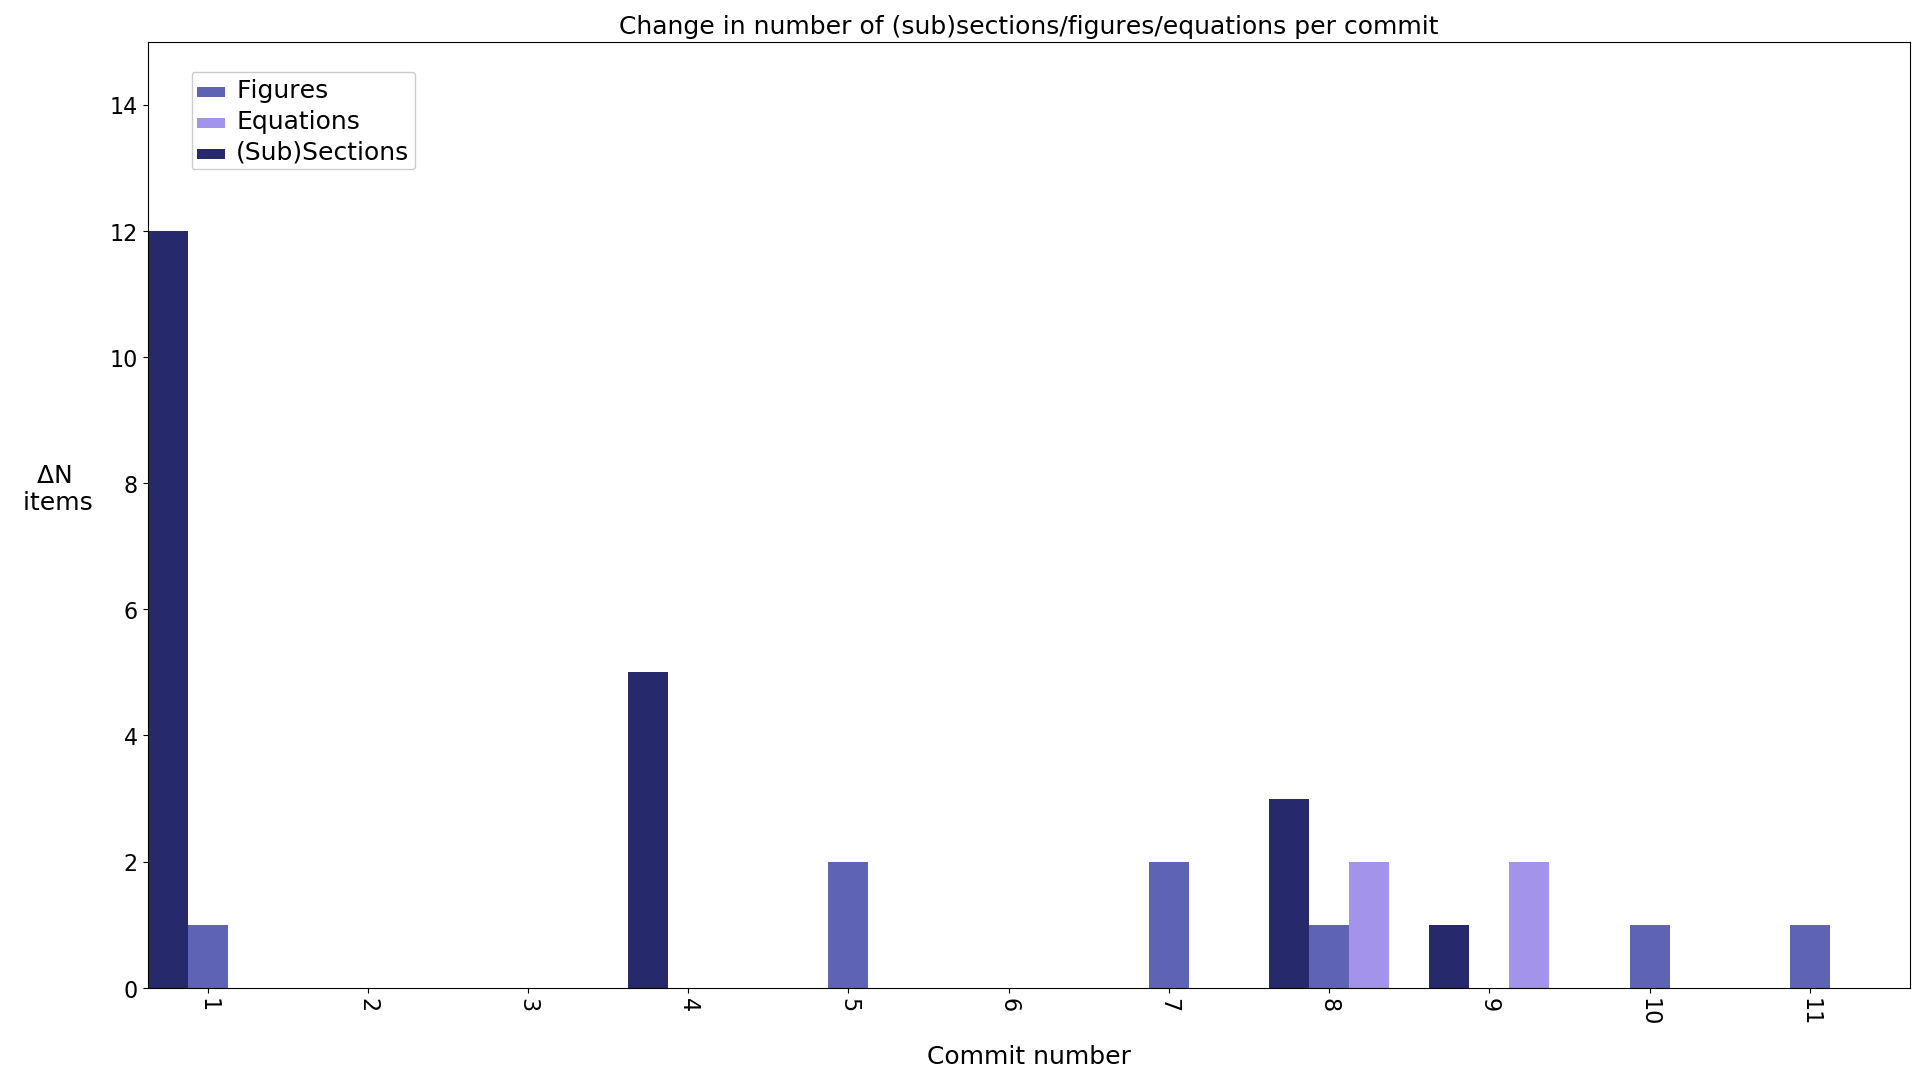 Change in number of (sub)sections/figures/equations per commit
Figures
Equations
(Sub)Sections
14
12
10
8
6
4
2
0
ΔN
items
1 2 3 4 5 6 7 8 9 10 11
Commit number